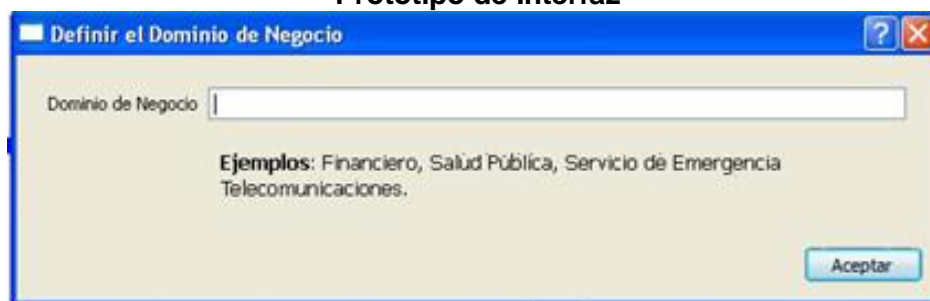 Prototipo de Interfaz
Definir el Dominio de Negocio
Dominio de Negocio
Ejemplos: Financiero, Salud Pública, Servicio de Emergencia
Telecomunicaciones.
Aceptar